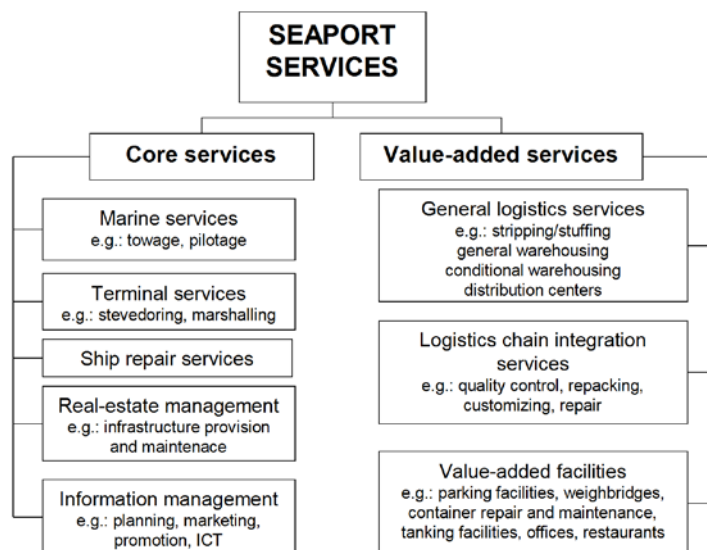 SEAPORT
SERVICES
Core services
Marine services
e.g.: towage, pilotage
Terminal services
e.g.: stevedoring, marshalling
Ship repair services
Real-estate management
e.g.: infrastructure provision
and maintenace
Information management
e.g.: planning, marketing,
promotion, ICT
Value-added services
General logistics services
e.g.: stripping/stuffing
general warehousing
conditional warehousing
distribution centers
Logistics chain integration
services
e.g.: quality control, repacking,
customizing, repair
Value-added facilities
e.g.: parking facilities, weighbridges,
container repair and maintenance,
tanking facilities, offices, restaurants